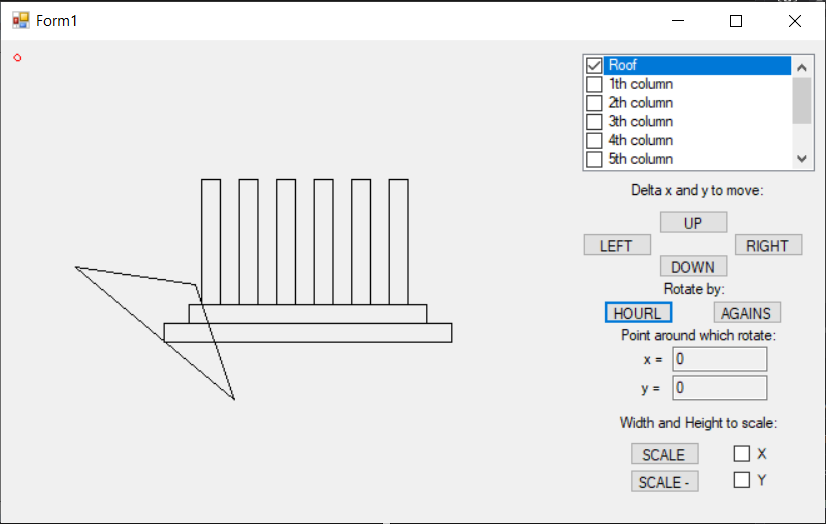 Form1
Roof
1th column
2th column
3th column
4th column
5th column
Delta x and y to move:
UP
LEFT
RIGHT
DOWN
Rotate by:
HOURL
AGAINS
Point around which rotate:
x =
0
y =
0
Width and Height to scale:
SCALE
X
SCALE -
Y